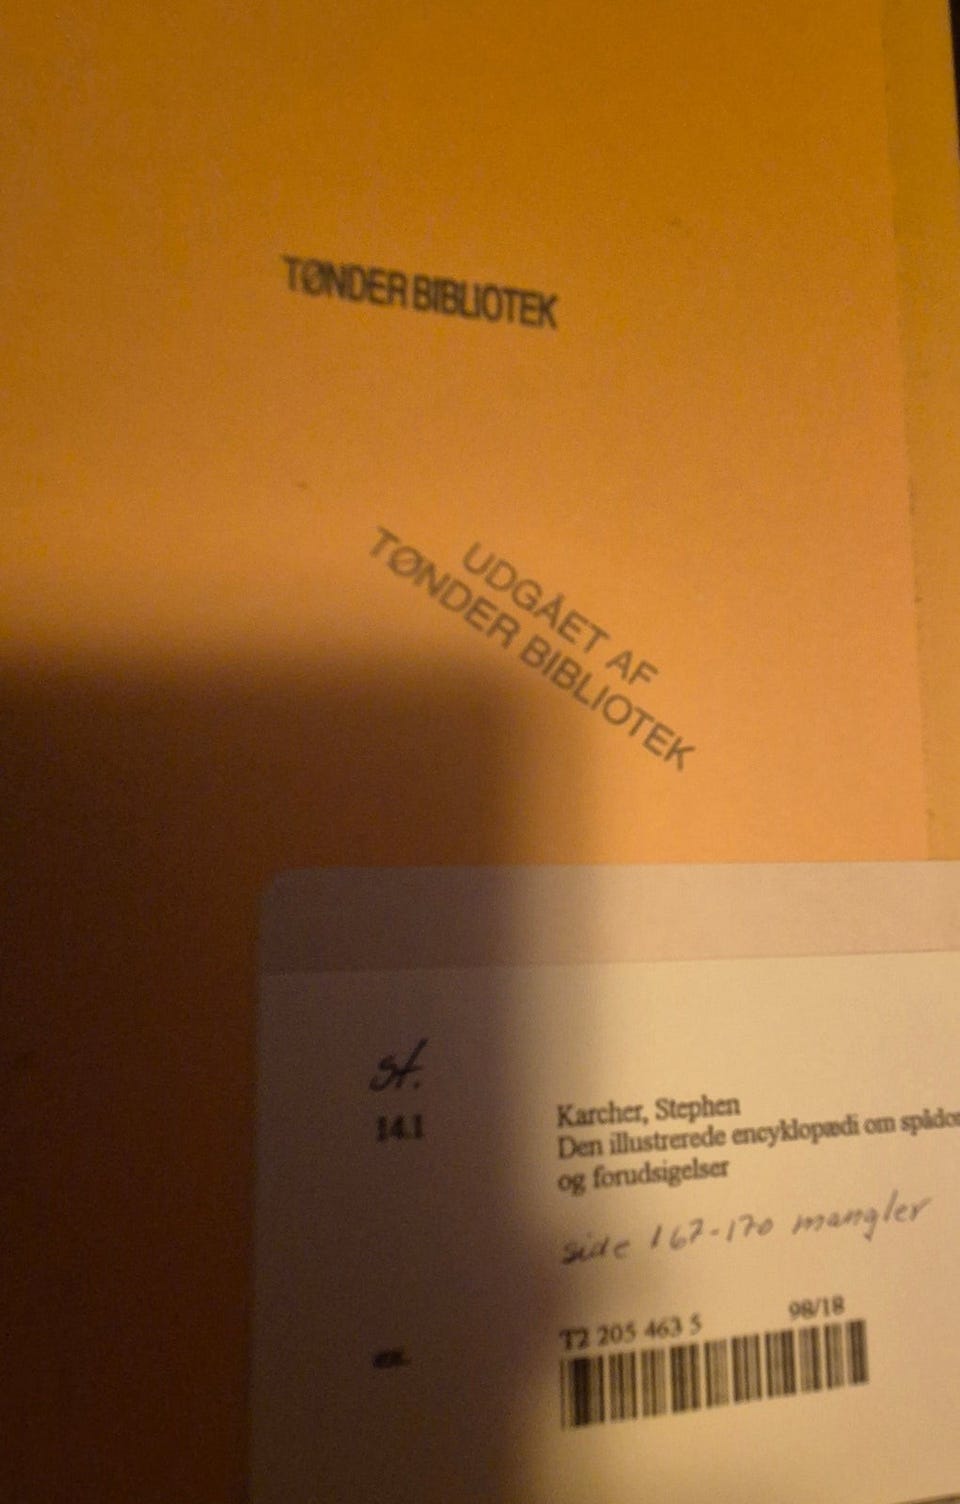 TØNDER BIBLIOTEK
UDGÅET AF
TØNDER BIBLIOTEK
st.
14.1
Karcher, Stephen
Den illustrerede encyklopædi om
og forudsigelser
side 167-170 mangler
T2 205 463 5
98/18